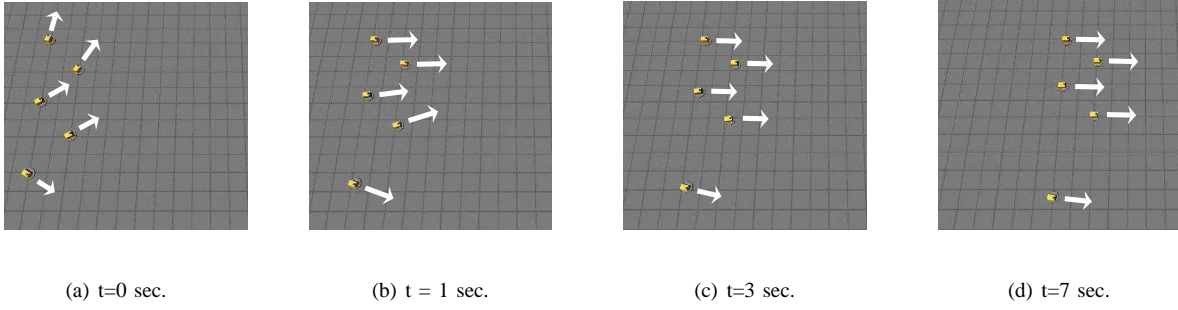 (a) t=0 sec.
(b) t = 1 sec.
(c) t=3 sec.
(d) t=7 sec.